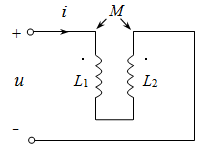 i M
+
u L₁ L₂
-